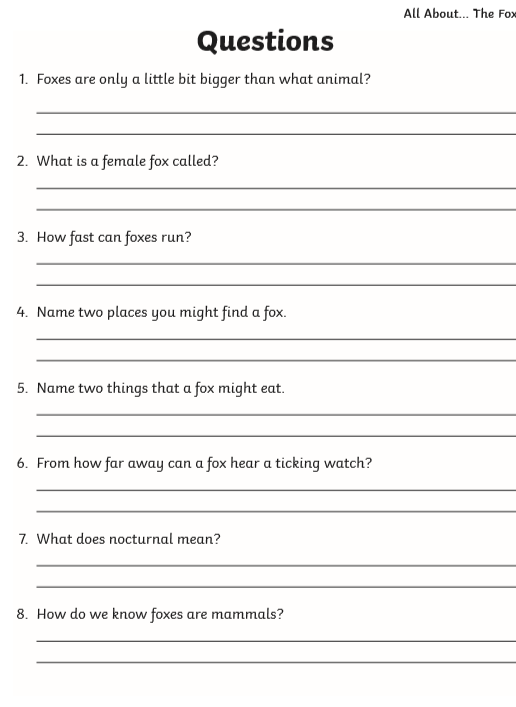 All About... The Fox
Questions
1. Foxes are only a little bit bigger than what animal?
2. What is a female fox called?
3. How fast can foxes run?
4. Name two places you might find a fox.
5. Name two things that a fox might eat.
6. From how far away can a fox hear a ticking watch?
7. What does nocturnal mean?
8. How do we know foxes are mammals?